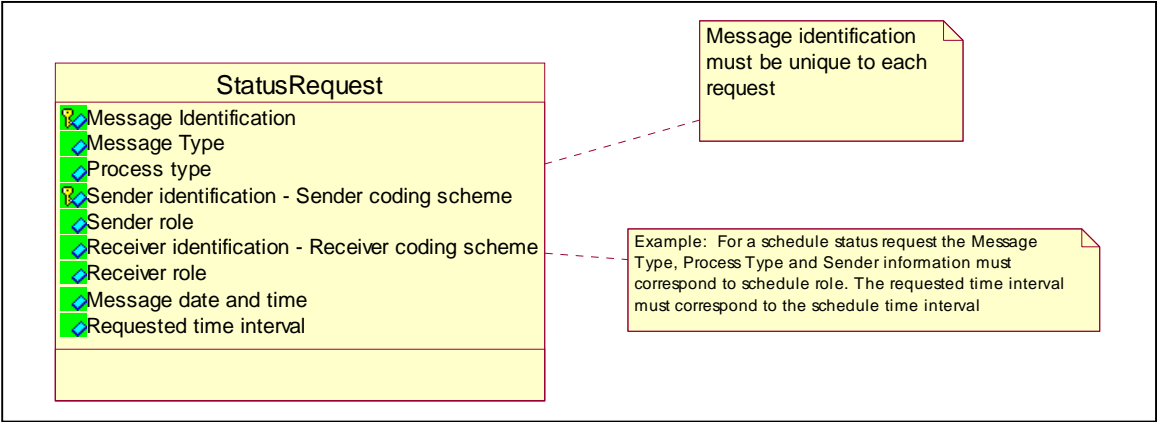 StatusRequest
Message Identification
Message Type
Process type
Sender identification - Sender coding scheme
Sender role
Receiver identification - Receiver coding scheme
Receiver role
Message date and time
Requested time interval
Message identification
must be unique to each
request
Example:  For a schedule status request the Message
Type, Process Type and Sender information must
correspond to schedule role. The requested time interval
must correspond to the schedule time interval